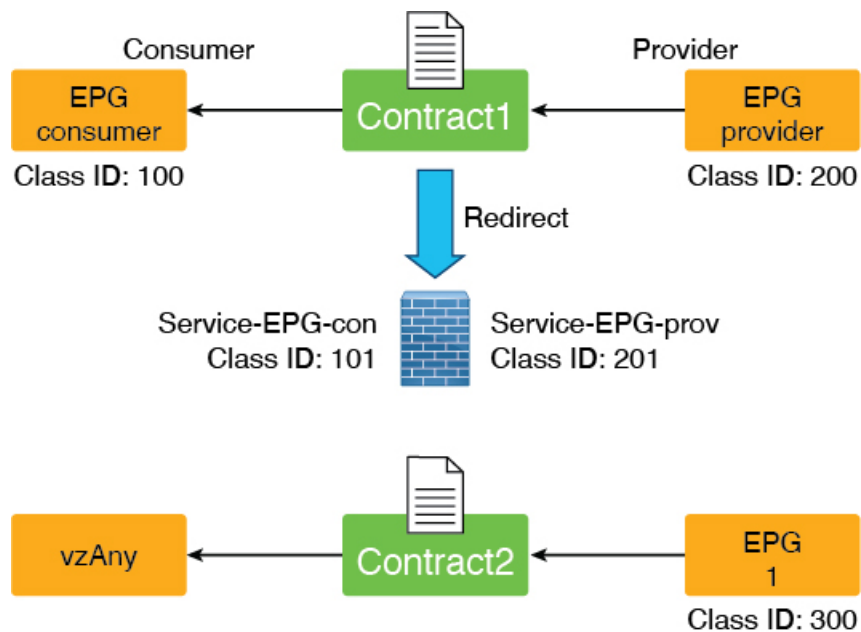 Consumer
Provider
EPG
consumer
Contract1
EPG
provider
Class ID: 100
Class ID: 200
Redirect
Service-EPG-con
Class ID: 101
Service-EPG-prov
Class ID: 201
vzAny
Contract2
EPG
1
Class ID: 300